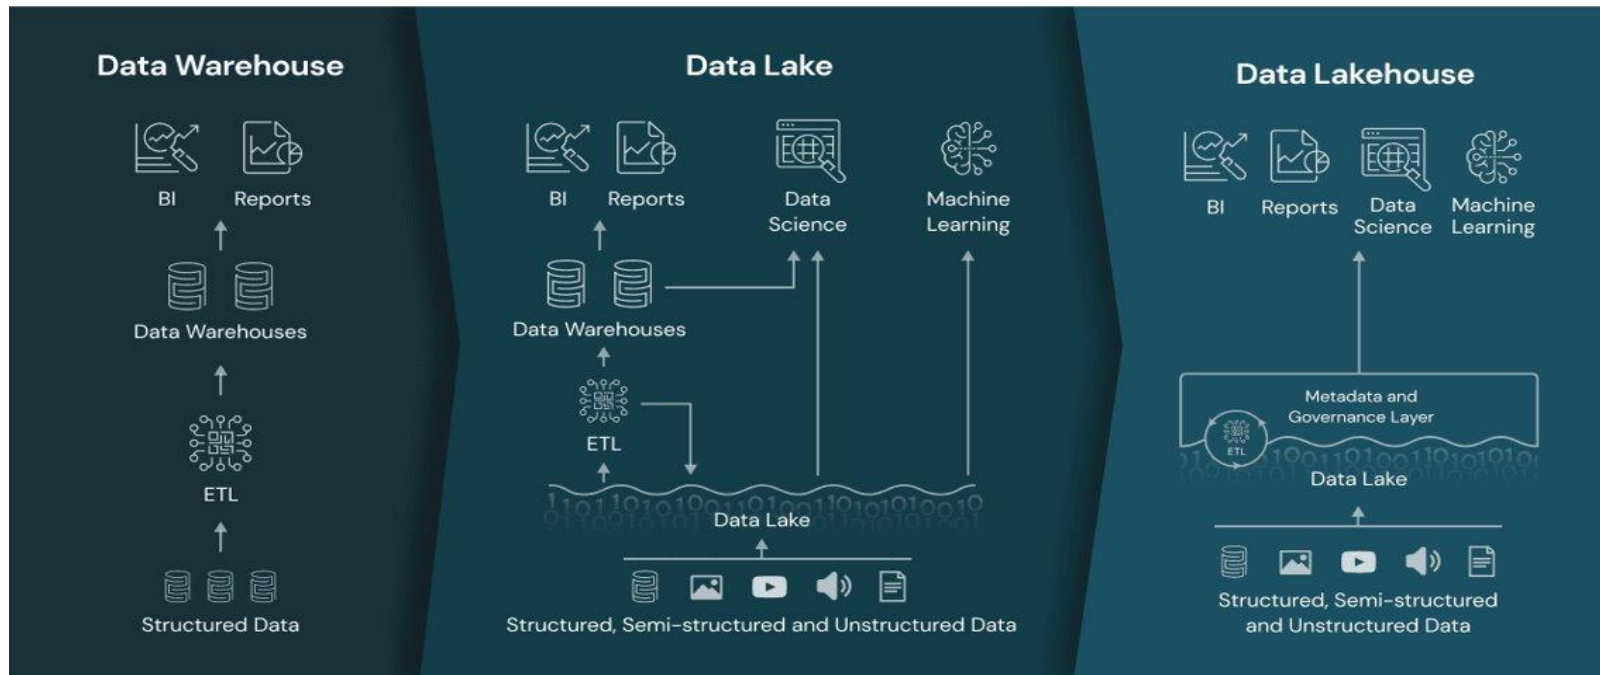 Data Warehouse
BI
Reports
Data Warehouses
ETL
Structured Data
Data Lake
BI
Reports
Data
Science
Machine
Learning
Data Warehouses
ETL
11011010010011010011010100110
Data Lake
Structured, Semi-structured and Unstructured Data
Data Lakehouse
BI
Reports
Data
Science
Machine
Learning
Metadata and
Governance Layer
ETL
Data Lake
Structured, Semi-structured
and Unstructured Data